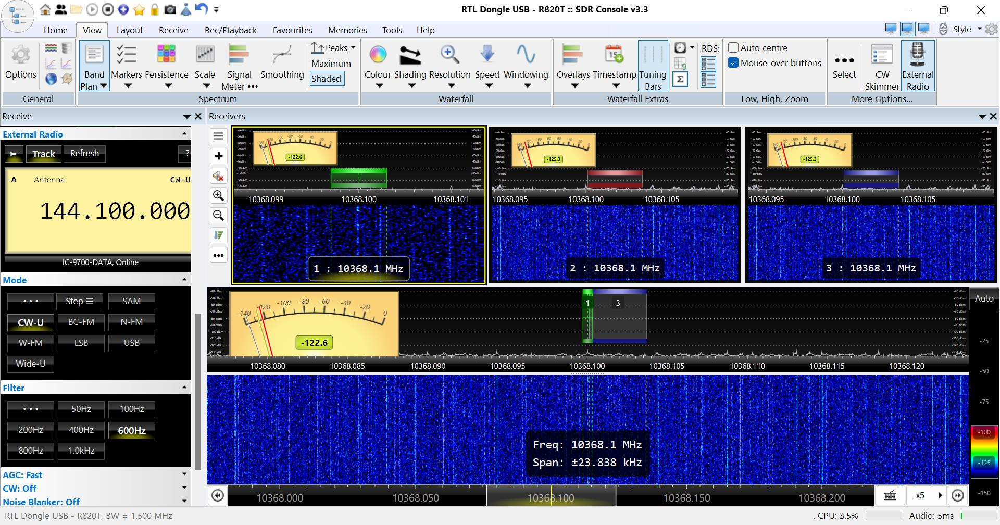 RTL Dongle USB - R820T :: SDR Console v3.3
Home View Layout Receive Rec/Playback Favourites Memories Tools Help
Style
Options
General
Band Plan
Markers
Persistence
Scale
Signal Meter
Smoothing
Peaks
Maximum
Shaded
Spectrum
Colour
Shading
Resolution
Speed
Windowing
Waterfall
Overlays
Timestamp
15
Tuning Bars
9
Σ
RDS:
Waterfall Extras
Auto centre
Mouse-over buttons
Low, High, Zoom
Select
CW Skimmer
External Radio
More Options...
Receive
External Radio
Track Refresh ?
A Antenna CW-U
144.100.000
IC-9700-DATA, Online
Mode
... Step SAM
CW-U BC-FM N-FM
W-FM LSB USB
Wide-U
Filter
... 50Hz 100Hz
200Hz 400Hz 600Hz
800Hz 1.0kHz
AGC: Fast
CW: Off
Noise Blanker: Off
Receivers
-122.6
10368.099 10368.100 10368.101
1 : 10368.1 MHz
-125.3
10368.095 10368.100 10368.105
2 : 10368.1 MHz
-125.3
10368.095 10368.100 10368.105
3 : 10368.1 MHz
-140 -120 -100 -80 -60 -40 -20 0
-122.6
1 3
10368.080 10368.085 10368.090 10368.095 10368.100 10368.105 10368.110 10368.115 10368.120
Freq: 10368.1 MHz
Span: ±23.838 kHz
Auto
-25
-50
-75
-100
-125
-150
10368.000 10368.050 10368.100 10368.150 10368.200
x5
RTL Dongle USB - R820T, BW = 1.500 MHz
. CPU: 3.5%
Audio: 5ms